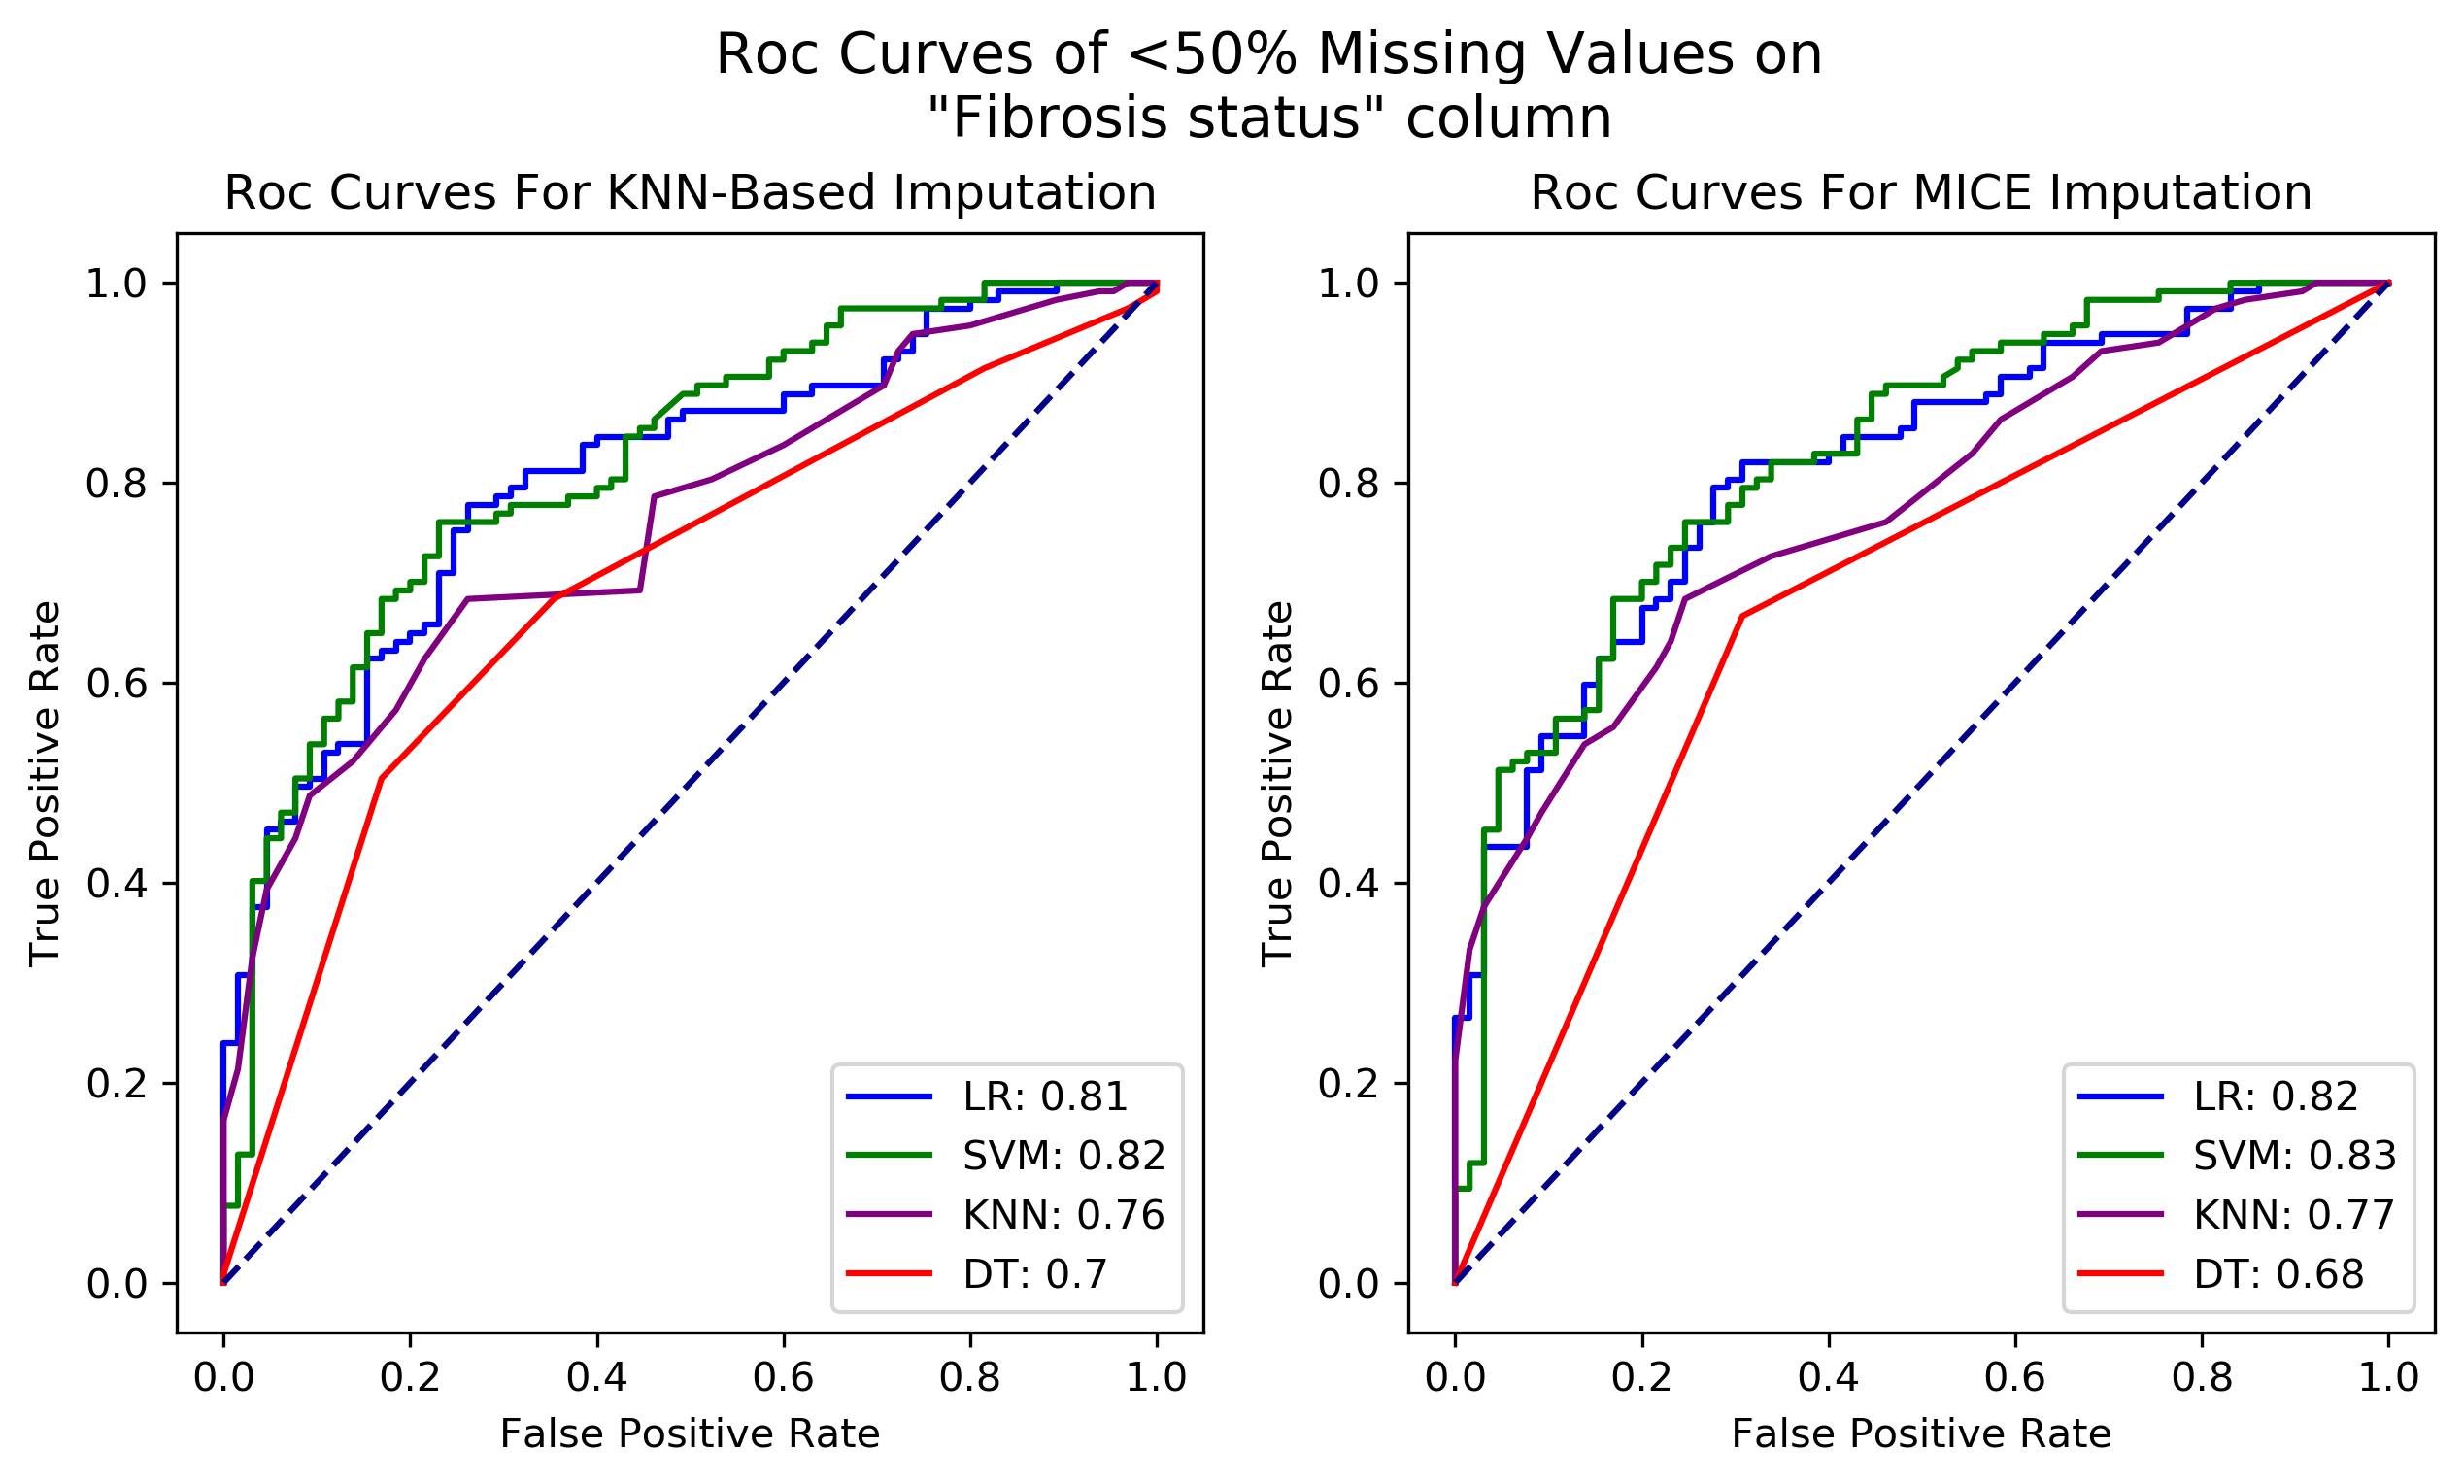 Roc Curves of <50% Missing Values on
"Fibrosis status" column
Roc Curves For KNN-Based Imputation
1.0
0.8
0.6
0.4
0.2
0.0
True Positive Rate
LR: 0.81
SVM: 0.82
KNN: 0.76
DT: 0.7
0.0 0.2 0.4 0.6 0.8 1.0
False Positive Rate
Roc Curves For MICE Imputation
1.0
0.8
0.6
0.4
0.2
0.0
True Positive Rate
LR: 0.82
SVM: 0.83
KNN: 0.77
DT: 0.68
0.0 0.2 0.4 0.6 0.8 1.0
False Positive Rate